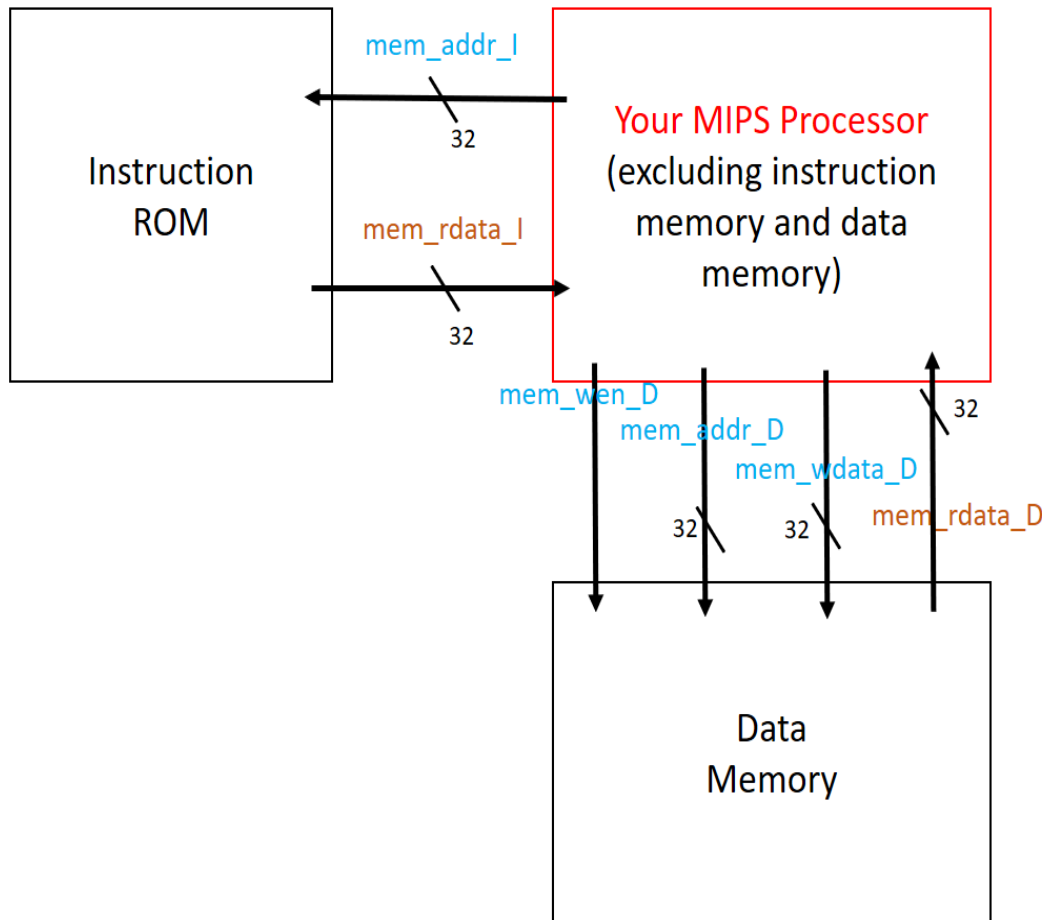 mem_addr_I
32
Your MIPS Processor
(excluding instruction
memory and data
memory)
Instruction
ROM
mem_rdata_I
32
mem_wen_D
mem_addr_D
mem_wdata_D
mem_rdata_D
32
32
32
Data
Memory